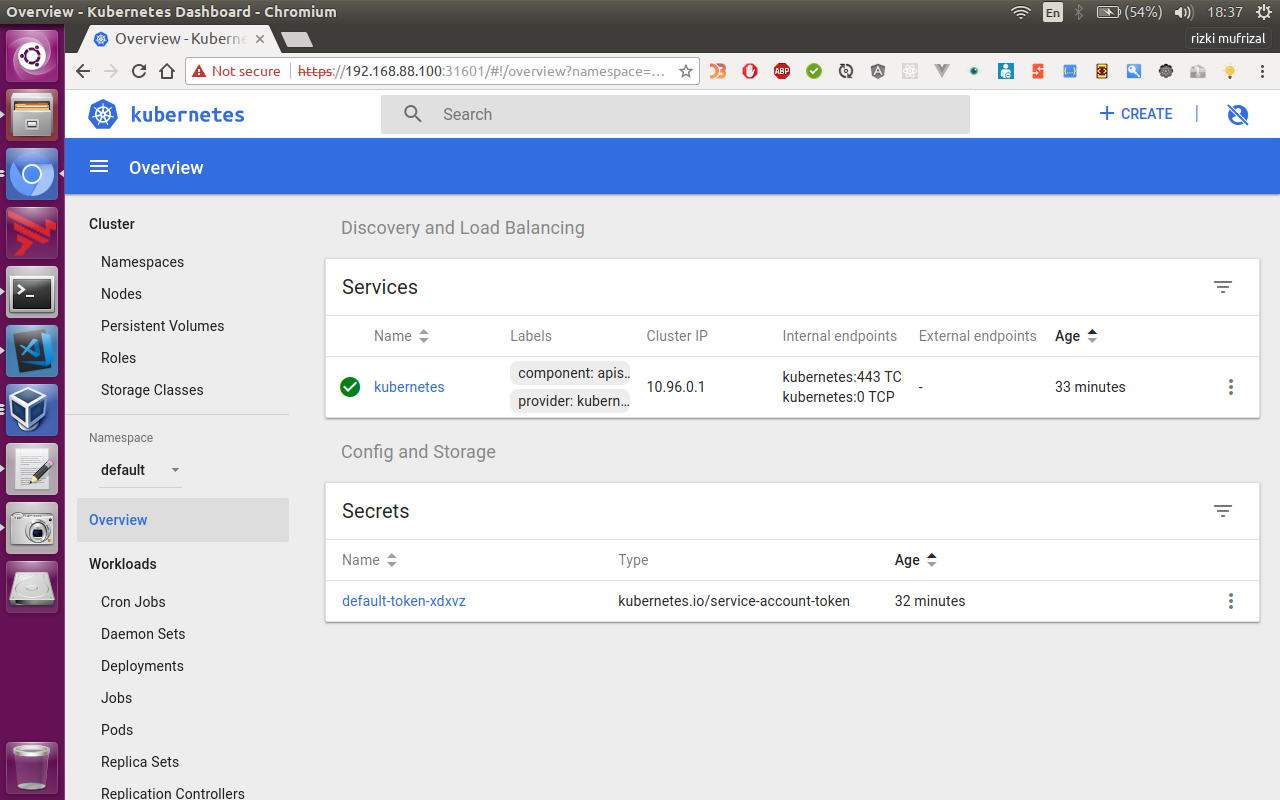 Overview - Kubernetes Dashboard - Chromium
En
(54%)
18:37
Overview - Kuberne
rizki mufrizal
Not secure
https://192.168.88.100:31601/#!/overview?namespace=...
ABP
kubernetes
Search
+ CREATE
Overview
Cluster
Namespaces
Nodes
Persistent Volumes
Roles
Storage Classes
Namespace
default
Overview
Workloads
Cron Jobs
Daemon Sets
Deployments
Jobs
Pods
Replica Sets
Replication Controllers
Discovery and Load Balancing
Services
Name Labels Cluster IP Internal endpoints External endpoints Age
kubernetes
component: apis...
provider: kubern...
10.96.0.1
kubernetes:443 TC
kubernetes:0 TCP
-
33 minutes
Config and Storage
Secrets
Name Type Age
default-token-xdxvz kubernetes.io/service-account-token 32 minutes